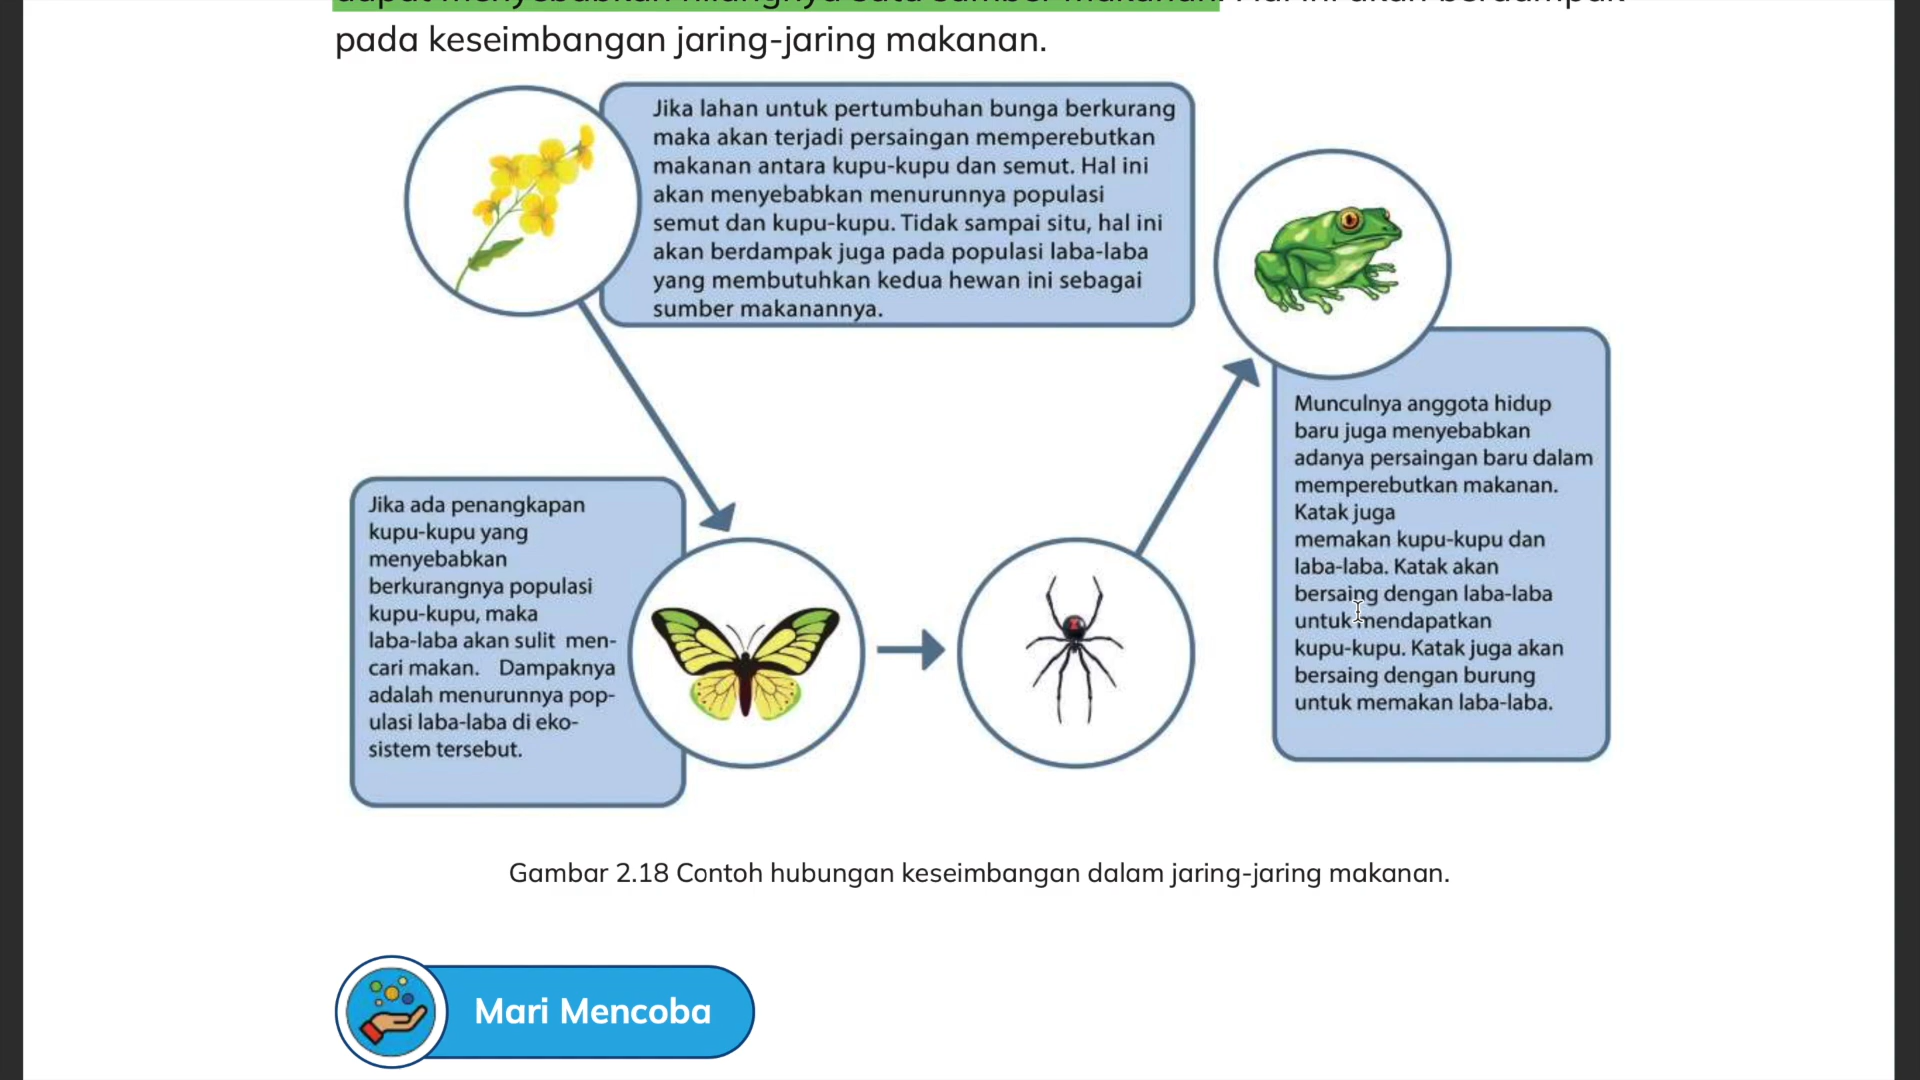 pada keseimbangan jaring-jaring makanan.
Jika lahan untuk pertumbuhan bunga berkurang
maka akan terjadi persaingan memperebutkan
makanan antara kupu-kupu dan semut. Hal ini
akan menyebabkan menurunnya populasi
semut dan kupu-kupu. Tidak sampai situ, hal ini
akan berdampak juga pada populasi laba-laba
yang membutuhkan kedua hewan ini sebagai
sumber makanannya.
Munculnya anggota hidup
baru juga menyebabkan
adanya persaingan baru dalam
memperebutkan makanan.
Katak juga
memakan kupu-kupu dan
laba-laba. Katak akan
bersaing dengan laba-laba
untuk mendapatkan
kupu-kupu. Katak juga akan
bersaing dengan burung
untuk memakan laba-laba.
Jika ada penangkapan
kupu-kupu yang
menyebabkan
berkurangnya populasi
kupu-kupu, maka
laba-laba akan sulit men-
cari makan. Dampaknya
adalah menurunnya pop-
ulasi laba-laba di eko-
sistem tersebut.
Gambar 2.18 Contoh hubungan keseimbangan dalam jaring-jaring makanan.
Mari Mencoba